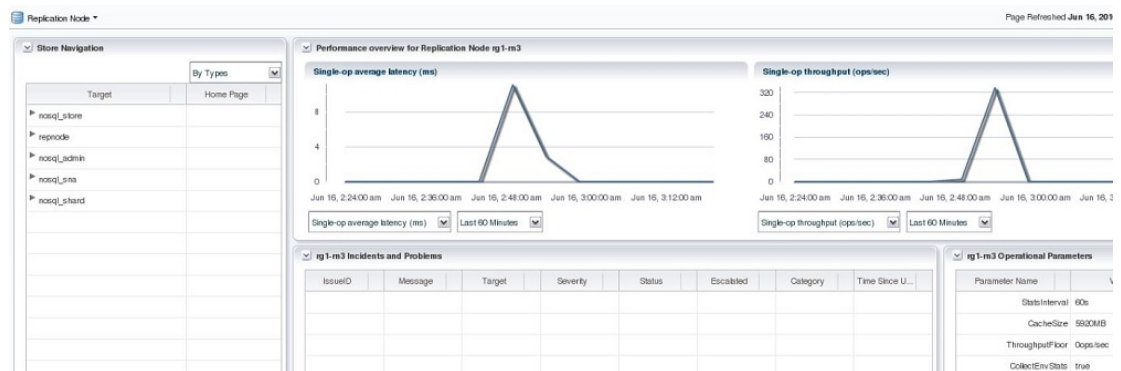 Replication Node
Page Refreshed Jun 16, 201
Store Navigation
By Types
Target Home Page
nosql_store
repnode
nosql_admin
nosql_sna
nosql_shard
Performance overview for Replication Node rg1-rn3
Single-op average latency (ms)
8
4
0
Jun 16, 2:24:00 am Jun 16, 2:36:00 am Jun 16, 2:48:00 am Jun 16, 3:00:00 am Jun 16, 3:12:00 am
Single-op average latency (ms) Last 60 Minutes
Single-op throughput (ops/sec)
320
240
160
80
0
Jun 16, 2:24:00 am Jun 16, 2:36:00 am Jun 16, 2:48:00 am Jun 16, 3:00:00 am Jun 16, 3
Single-op throughput (ops/sec) Last 60 Minutes
rg1-rn3 Incidents and Problems
IssueID Message Target Severity Status Escalated Category Time Since U...
rg1-rn3 Operational Parameters
Parameter Name V
StatsInterval 60s
CacheSize 5920MB
ThroughputFloor 0ops/sec
CollectEnvStats true